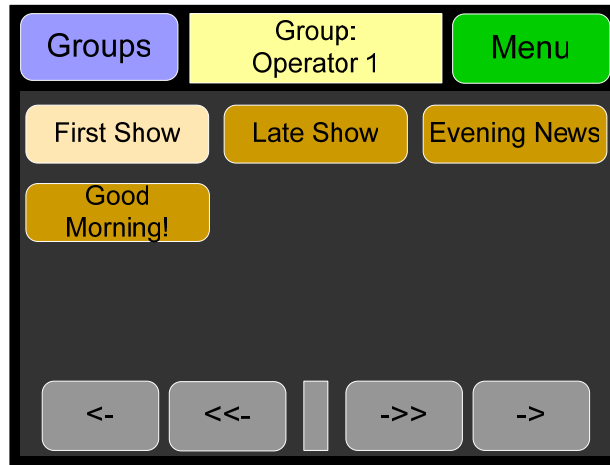 Groups
Group:
Operator 1
Menu
First Show
Late Show
Evening News
Good
Morning!
<-
<<-
->>
->